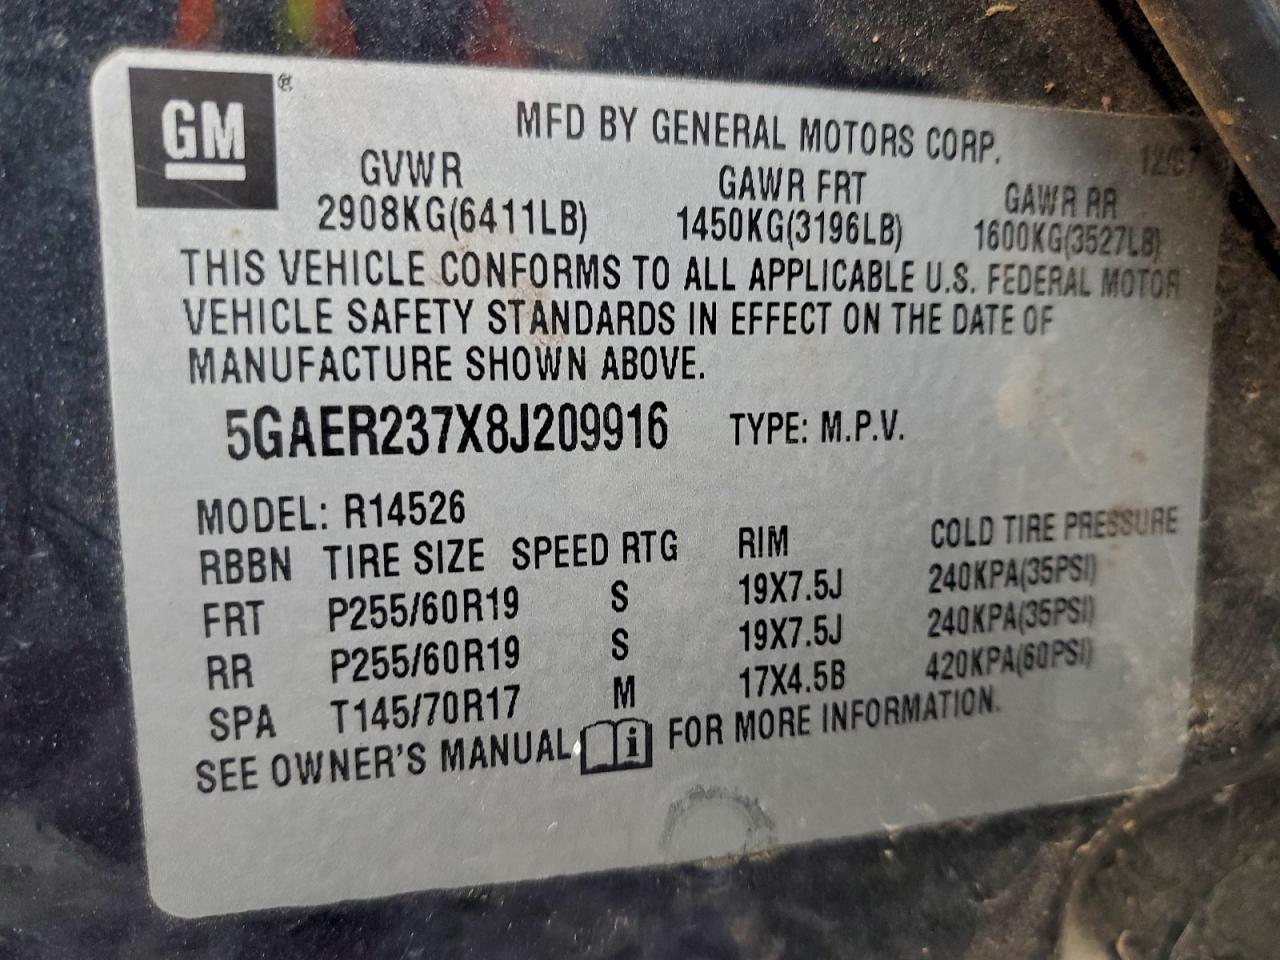 GM®
MFD BY GENERAL MOTORS CORP. 12/07
GVWR GAWR FRT GAWR RR
2908KG(6411LB) 1450KG(3196LB) 1600KG(3527LB)
THIS VEHICLE CONFORMS TO ALL APPLICABLE U.S. FEDERAL MOTOR
VEHICLE SAFETY STANDARDS IN EFFECT ON THE DATE OF
MANUFACTURE SHOWN ABOVE.
5GAER237X8J209916 TYPE: M.P.V.
MODEL: R14526
RBBN TIRE SIZE SPEED RTG RIM COLD TIRE PRESSURE
FRT P255/60R19 S 19X7.5J 240KPA(35PSI)
RR P255/60R19 S 19X7.5J 240KPA(35PSI)
SPA T145/70R17 M 17X4.5B 420KPA(60PSI)
SEE OWNER'S MANUAL i FOR MORE INFORMATION.